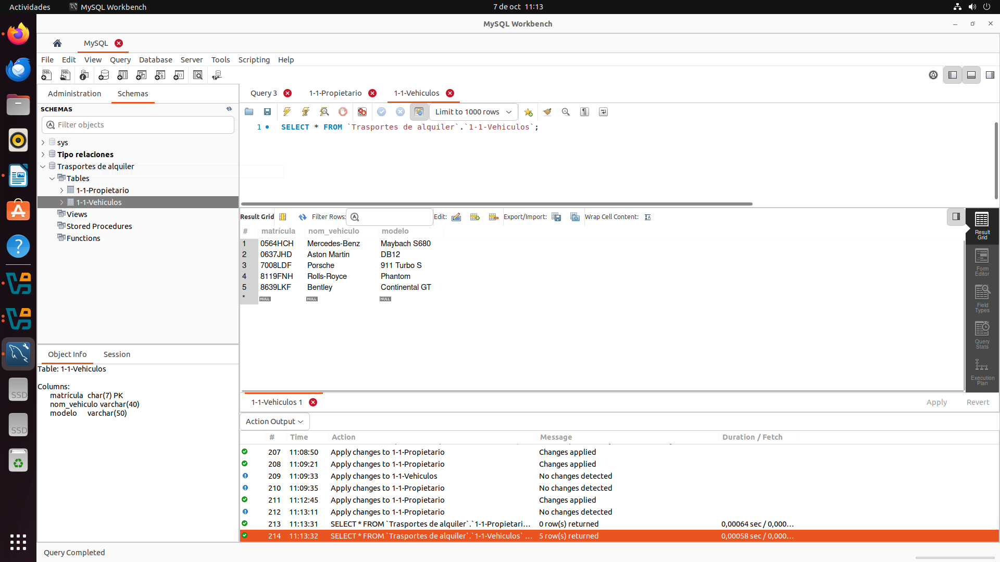 Actividades
MySQL Workbench
7 de oct 11:13
MySQL Workbench
MySQL
File Edit View Query Database Server Tools Scripting Help
Administration Schemas
Query 3
1-1-Propietario
1-1-Vehiculos
SCHEMAS
Limit to 1000 rows
Filter objects
1 SELECT * FROM `Trasportes de alquiler`.`1-1-Vehiculos`;
sys
Tipo relaciones
Trasportes de alquiler
Tables
1-1-Propietario
1-1-Vehiculos
Views
Stored Procedures
Functions
Result Grid Filter Rows: Edit: Export/Import: Wrap Cell Content:
# matrícula nom_vehiculo modelo
1 0564HCH Mercedes-Benz Maybach S680
2 0637JHD Aston Martin DB12
3 7008LDF Porsche 911 Turbo S
4 8119FNH Rolls-Royce Phantom
5 8639LKF Bentley Continental GT
* NULL NULL NULL
Result Grid
Form Editor
Field Types
Query Stats
Execution Plan
Object Info Session
Table: 1-1-Vehiculos
Columns:
matrícula char(7) PK
nom_vehiculo varchar(40)
modelo varchar(50)
SSD
SSD
1-1-Vehiculos 1
Apply Revert
Action Output
# Time Action Message Duration / Fetch
207 11:08:50 Apply changes to 1-1-Propietario Changes applied
208 11:09:21 Apply changes to 1-1-Propietario Changes applied
209 11:09:33 Apply changes to 1-1-Vehiculos No changes detected
210 11:09:35 Apply changes to 1-1-Propietario No changes detected
211 11:12:45 Apply changes to 1-1-Propietario Changes applied
212 11:13:11 Apply changes to 1-1-Propietario No changes detected
213 11:13:31 SELECT * FROM `Trasportes de alquiler`.`1-1-Propietari… 0 row(s) returned 0,00064 sec / 0,000…
214 11:13:32 SELECT * FROM `Trasportes de alquiler`.`1-1-Vehiculos` … 5 row(s) returned 0,00058 sec / 0,000…
Query Completed